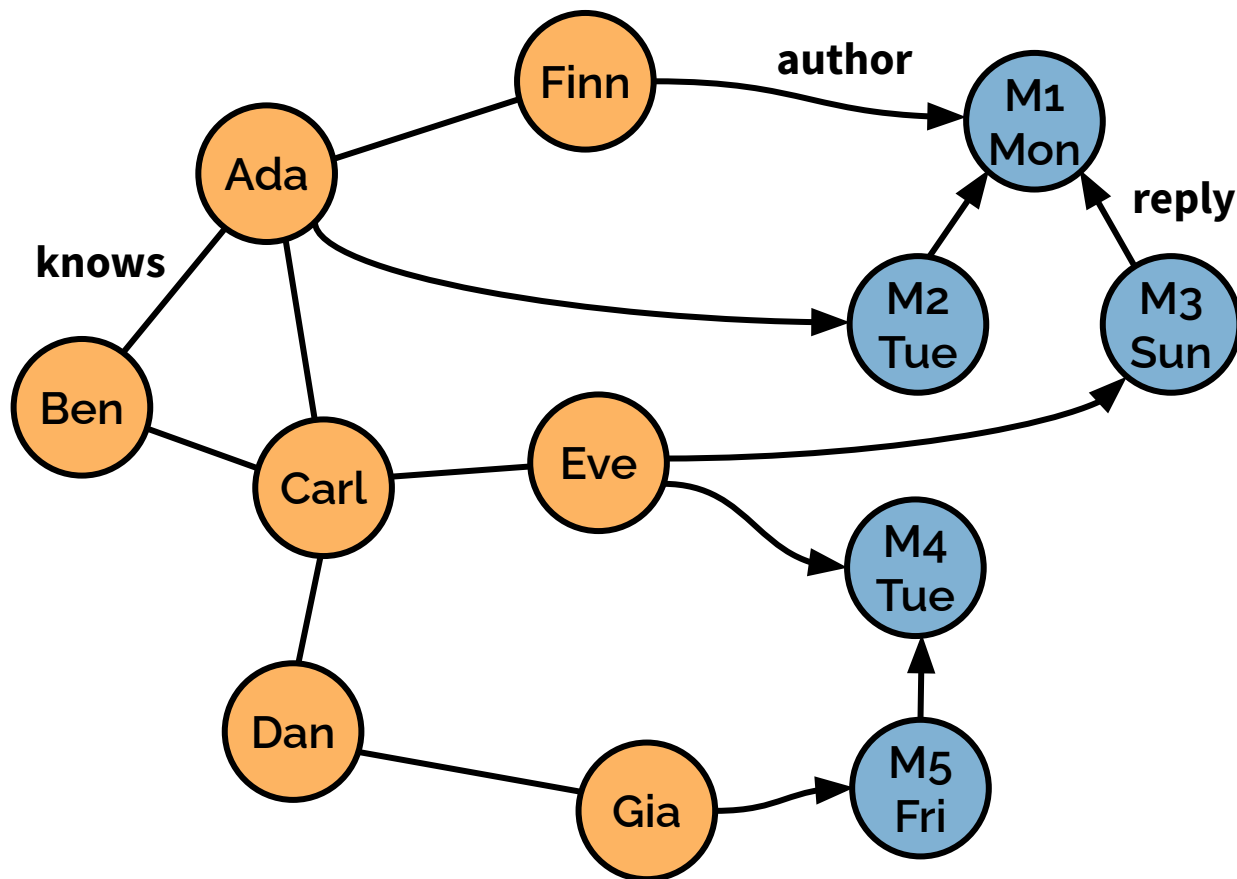 Finn
author
M1
Mon
Ada
reply
knows
M2
Tue
M3
Sun
Ben
Carl
Eve
M4
Tue
Dan
Gia
M5
Fri